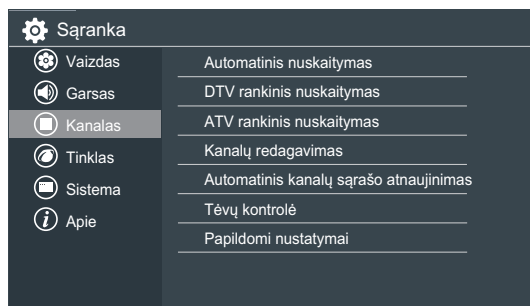 Sąranka
Vaizdas
Garsas
Kanalas
Tinklas
Sistema
Apie
Automatinis nuskaitymas
DTV rankinis nuskaitymas
ATV rankinis nuskaitymas
Kanalų redagavimas
Automatinis kanalų sąrašo atnaujinimas
Tėvų kontrolė
Papildomi nustatymai